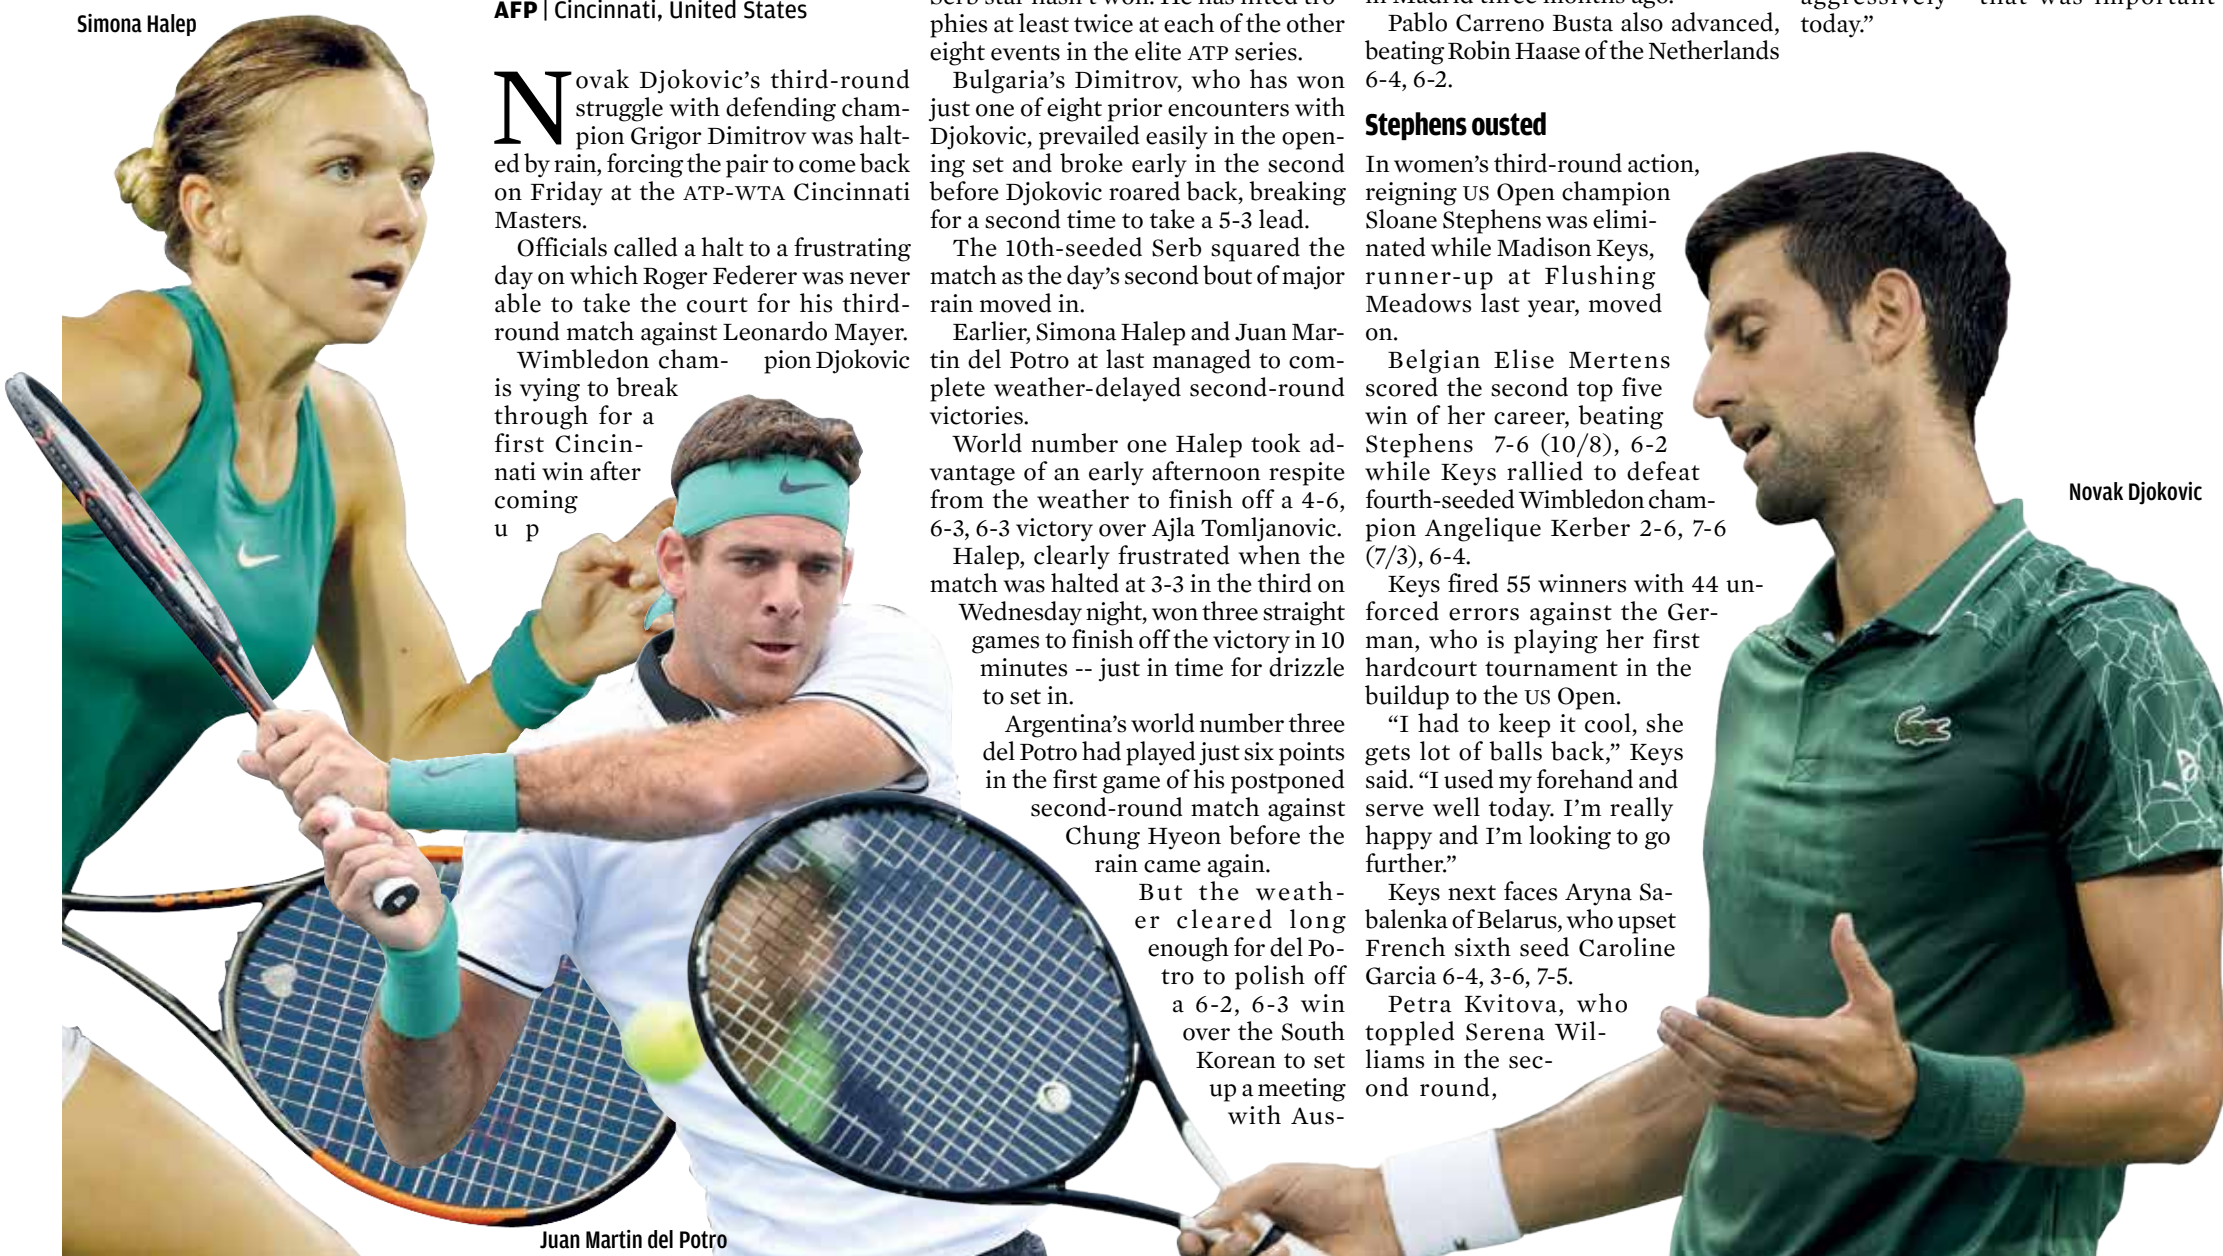 Simona Halep
AFP | Cincinnati, United States
Novak Djokovic's third-round
struggle with defending cham-
pion Grigor Dimitrov was halt-
ed by rain, forcing the pair to come back
on Friday at the ATP-WTA Cincinnati
Masters.
Officials called a halt to a frustrating
day on which Roger Federer was never
able to take the court for his third-
round match against Leonardo Mayer.
Wimbledon cham- pion Djokovic
is vying to break
through for a
first Cincin-
nati win after
coming
u p
Serb star hasn't won. He has lifted tro-
phies at least twice at each of the other
eight events in the elite ATP series.
Bulgaria's Dimitrov, who has won
just one of eight prior encounters with
Djokovic, prevailed easily in the open-
ing set and broke early in the second
before Djokovic roared back, breaking
for a second time to take a 5-3 lead.
The 10th-seeded Serb squared the
match as the day's second bout of major
rain moved in.
Earlier, Simona Halep and Juan Mar-
tin del Potro at last managed to com-
plete weather-delayed second-round
victories.
World number one Halep took ad-
vantage of an early afternoon respite
from the weather to finish off a 4-6,
6-3, 6-3 victory over Ajla Tomljanovic.
Halep, clearly frustrated when the
match was halted at 3-3 in the third on
Wednesday night, won three straight
games to finish off the victory in 10
minutes -- just in time for drizzle
to set in.
Argentina's world number three
del Potro had played just six points
in the first game of his postponed
second-round match against
Chung Hyeon before the
rain came again.
But the weath-
er cleared long
enough for del Po-
tro to polish off
a 6-2, 6-3 win
over the South
Korean to set
up a meeting
with Aus-
in Madrid three months ago.
Pablo Carreno Busta also advanced,
beating Robin Haase of the Netherlands
6-4, 6-2.
Stephens ousted
In women's third-round action,
reigning US Open champion
Sloane Stephens was elimi-
nated while Madison Keys,
runner-up at Flushing
Meadows last year, moved
on.
Belgian Elise Mertens
scored the second top five
win of her career, beating
Stephens 7-6 (10/8), 6-2
while Keys rallied to defeat
fourth-seeded Wimbledon cham-
pion Angelique Kerber 2-6, 7-6
(7/3), 6-4.
Keys fired 55 winners with 44 un-
forced errors against the Ger-
man, who is playing her first
hardcourt tournament in the
buildup to the US Open.
"I had to keep it cool, she
gets lot of balls back," Keys
said. "I used my forehand and
serve well today. I'm really
happy and I'm looking to go
further."
Keys next faces Aryna Sa-
balenka of Belarus, who upset
French sixth seed Caroline
Garcia 6-4, 3-6, 7-5.
Petra Kvitova, who
toppled Serena Wil-
liams in the sec-
ond round,
aggressively that was important
today."
Novak Djokovic
Juan Martin del Potro